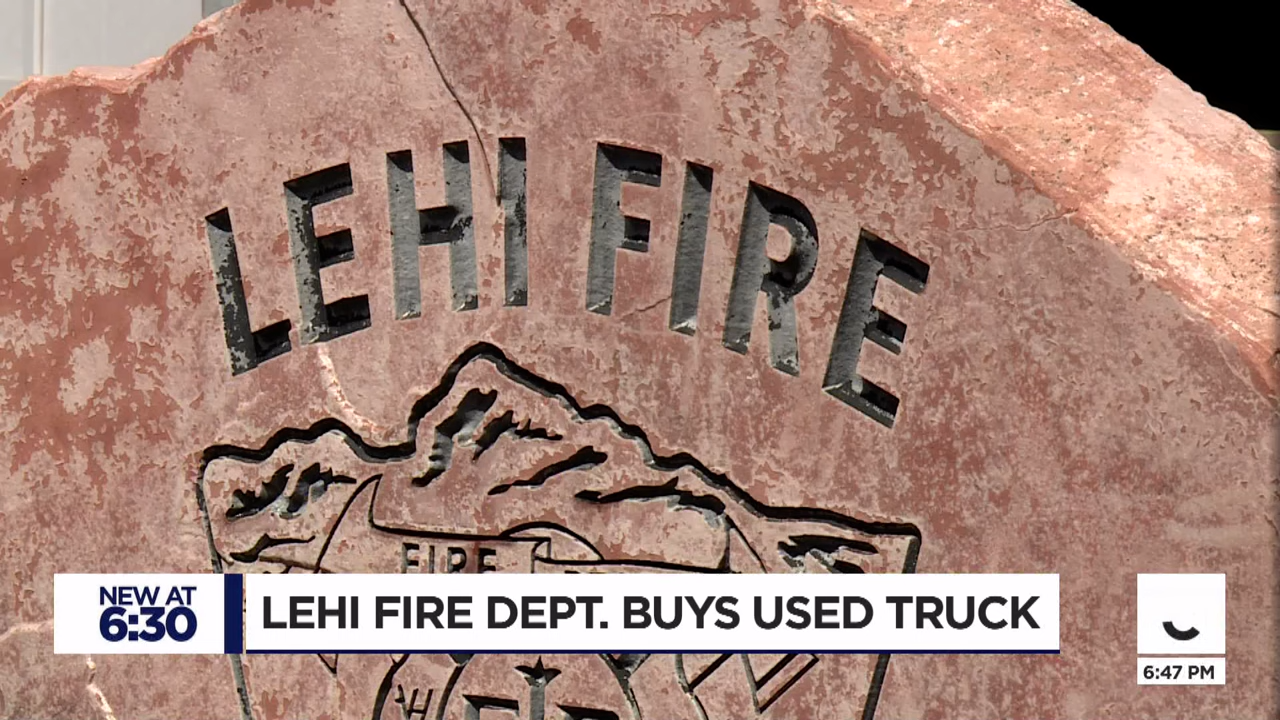 LEHI FIRE
FIRE
NEW AT
6:30
LEHI FIRE DEPT. BUYS USED TRUCK
6:47 PM